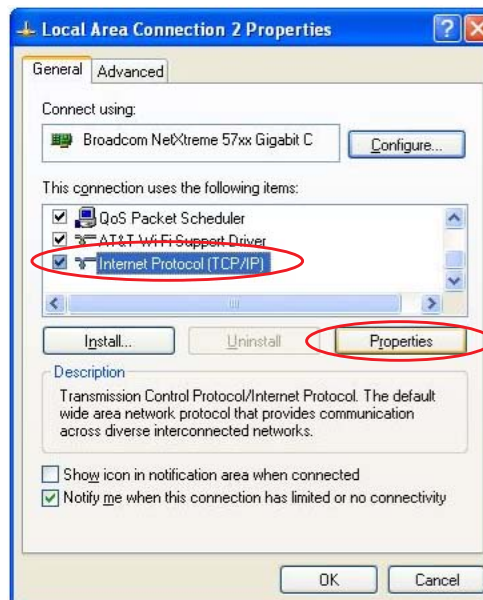 Local Area Connection 2 Properties
General Advanced
Connect using:
Broadcom NetXtreme 57xx Gigabit C
Configure...
This connection uses the following items:
QoS Packet Scheduler
AT&T Wi Fi Support Driver
Internet Protocol (TCP/IP)
Install... Uninstall Properties
Description
Transmission Control Protocol/Internet Protocol. The default
wide area network protocol that provides communication
across diverse interconnected networks.
Show icon in notification area when connected
Notify me when this connection has limited or no connectivity
OK Cancel